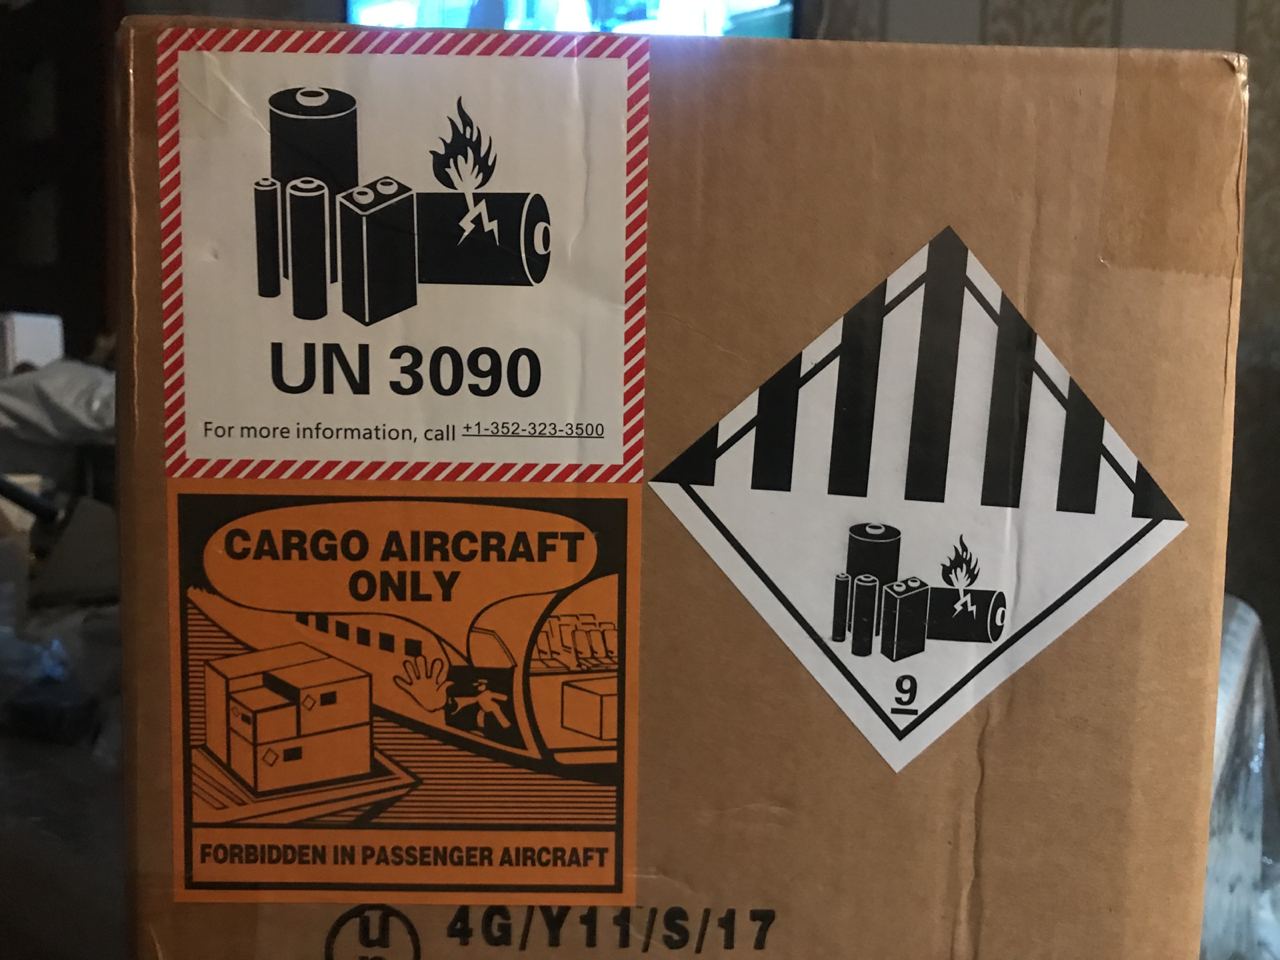 UN 3090
For more information, call +1-352-323-3500
CARGO AIRCRAFT
ONLY
FORBIDDEN IN PASSENGER AIRCRAFT
9
u
n
4G/Y11/S/17